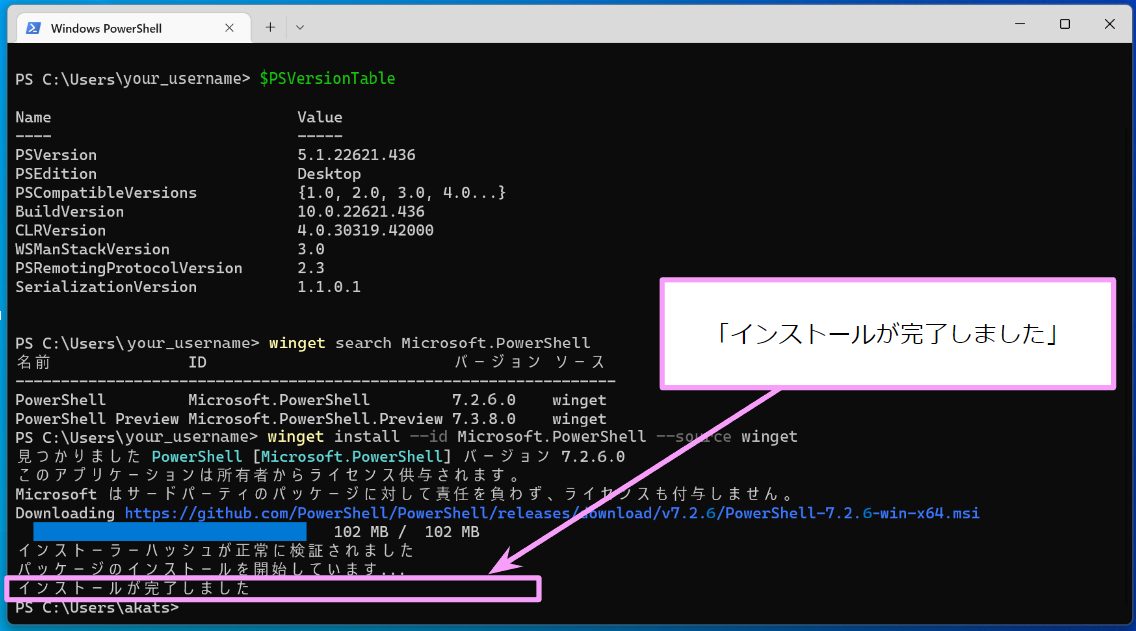 Windows PowerShell
PS C:\Users\your_username> $PSVersionTable
Name Value
---- -----
PSVersion 5.1.22621.436
PSEdition Desktop
PSCompatibleVersions {1.0, 2.0, 3.0, 4.0...}
BuildVersion 10.0.22621.436
CLRVersion 4.0.30319.42000
WSManStackVersion 3.0
PSRemotingProtocolVersion 2.3
SerializationVersion 1.1.0.1
「インストールが完了しました」
PS C:\Users\your_username> winget search Microsoft.PowerShell
名前 ID バージョン ソース
--------------------------------------------------------------------------------
PowerShell Microsoft.PowerShell 7.2.6.0 winget
PowerShell Preview Microsoft.PowerShell.Preview 7.3.8.0 winget
PS C:\Users\your_username> winget install --id Microsoft.PowerShell --source winget
見つかりました PowerShell [Microsoft.PowerShell] バージョン 7.2.6.0
このアプリケーションは所有者からライセンス供与されます。
Microsoft はサードパーティのパッケージに対して責任を負わず、ライセンスも付与しません。
Downloading https://github.com/PowerShell/PowerShell/releases/download/v7.2.6/PowerShell-7.2.6-win-x64.msi
102 MB / 102 MB
インストーラーハッシュが正常に検証されました
パッケージのインストールを開始しています...
インストールが完了しました
PS C:\Users\akats>